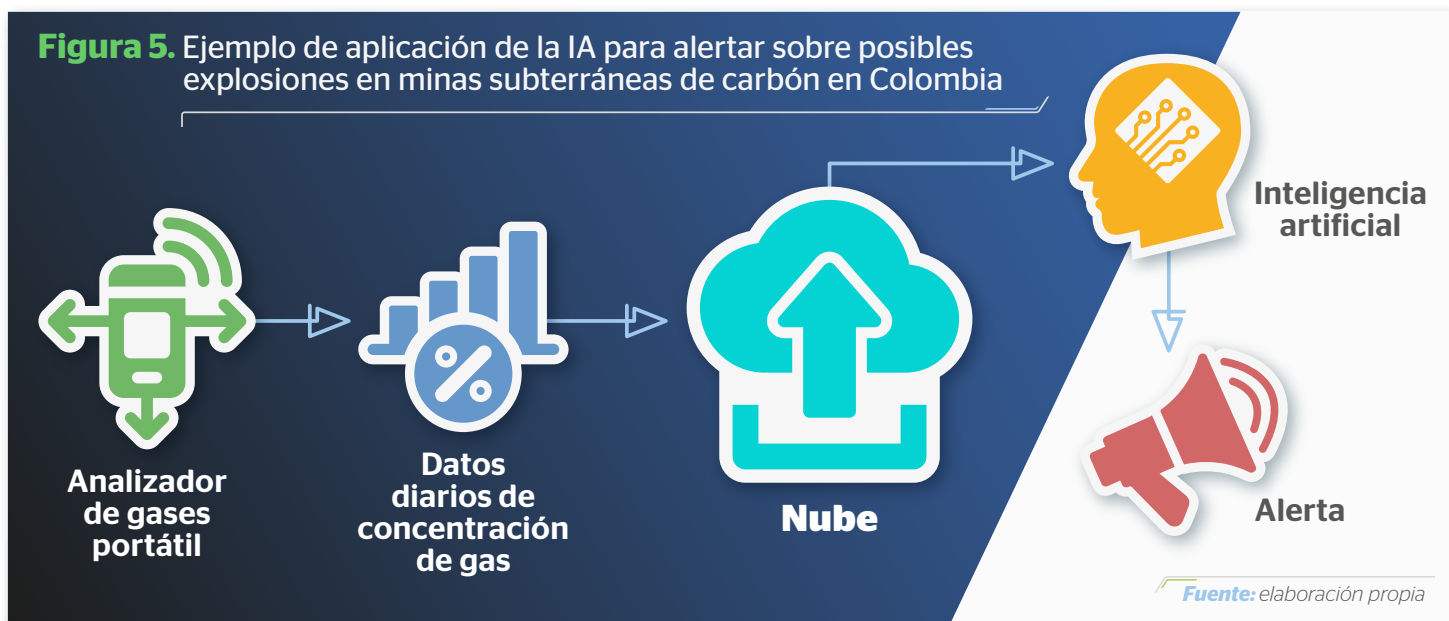 Figura 5. Ejemplo de aplicación de la IA para alertar sobre posibles
explosiones en minas subterráneas de carbón en Colombia
Analizador
de gases
portátil
Datos
diarios de
concentración
de gas
Nube
Inteligencia
artificial
Alerta
Fuente: elaboración propia